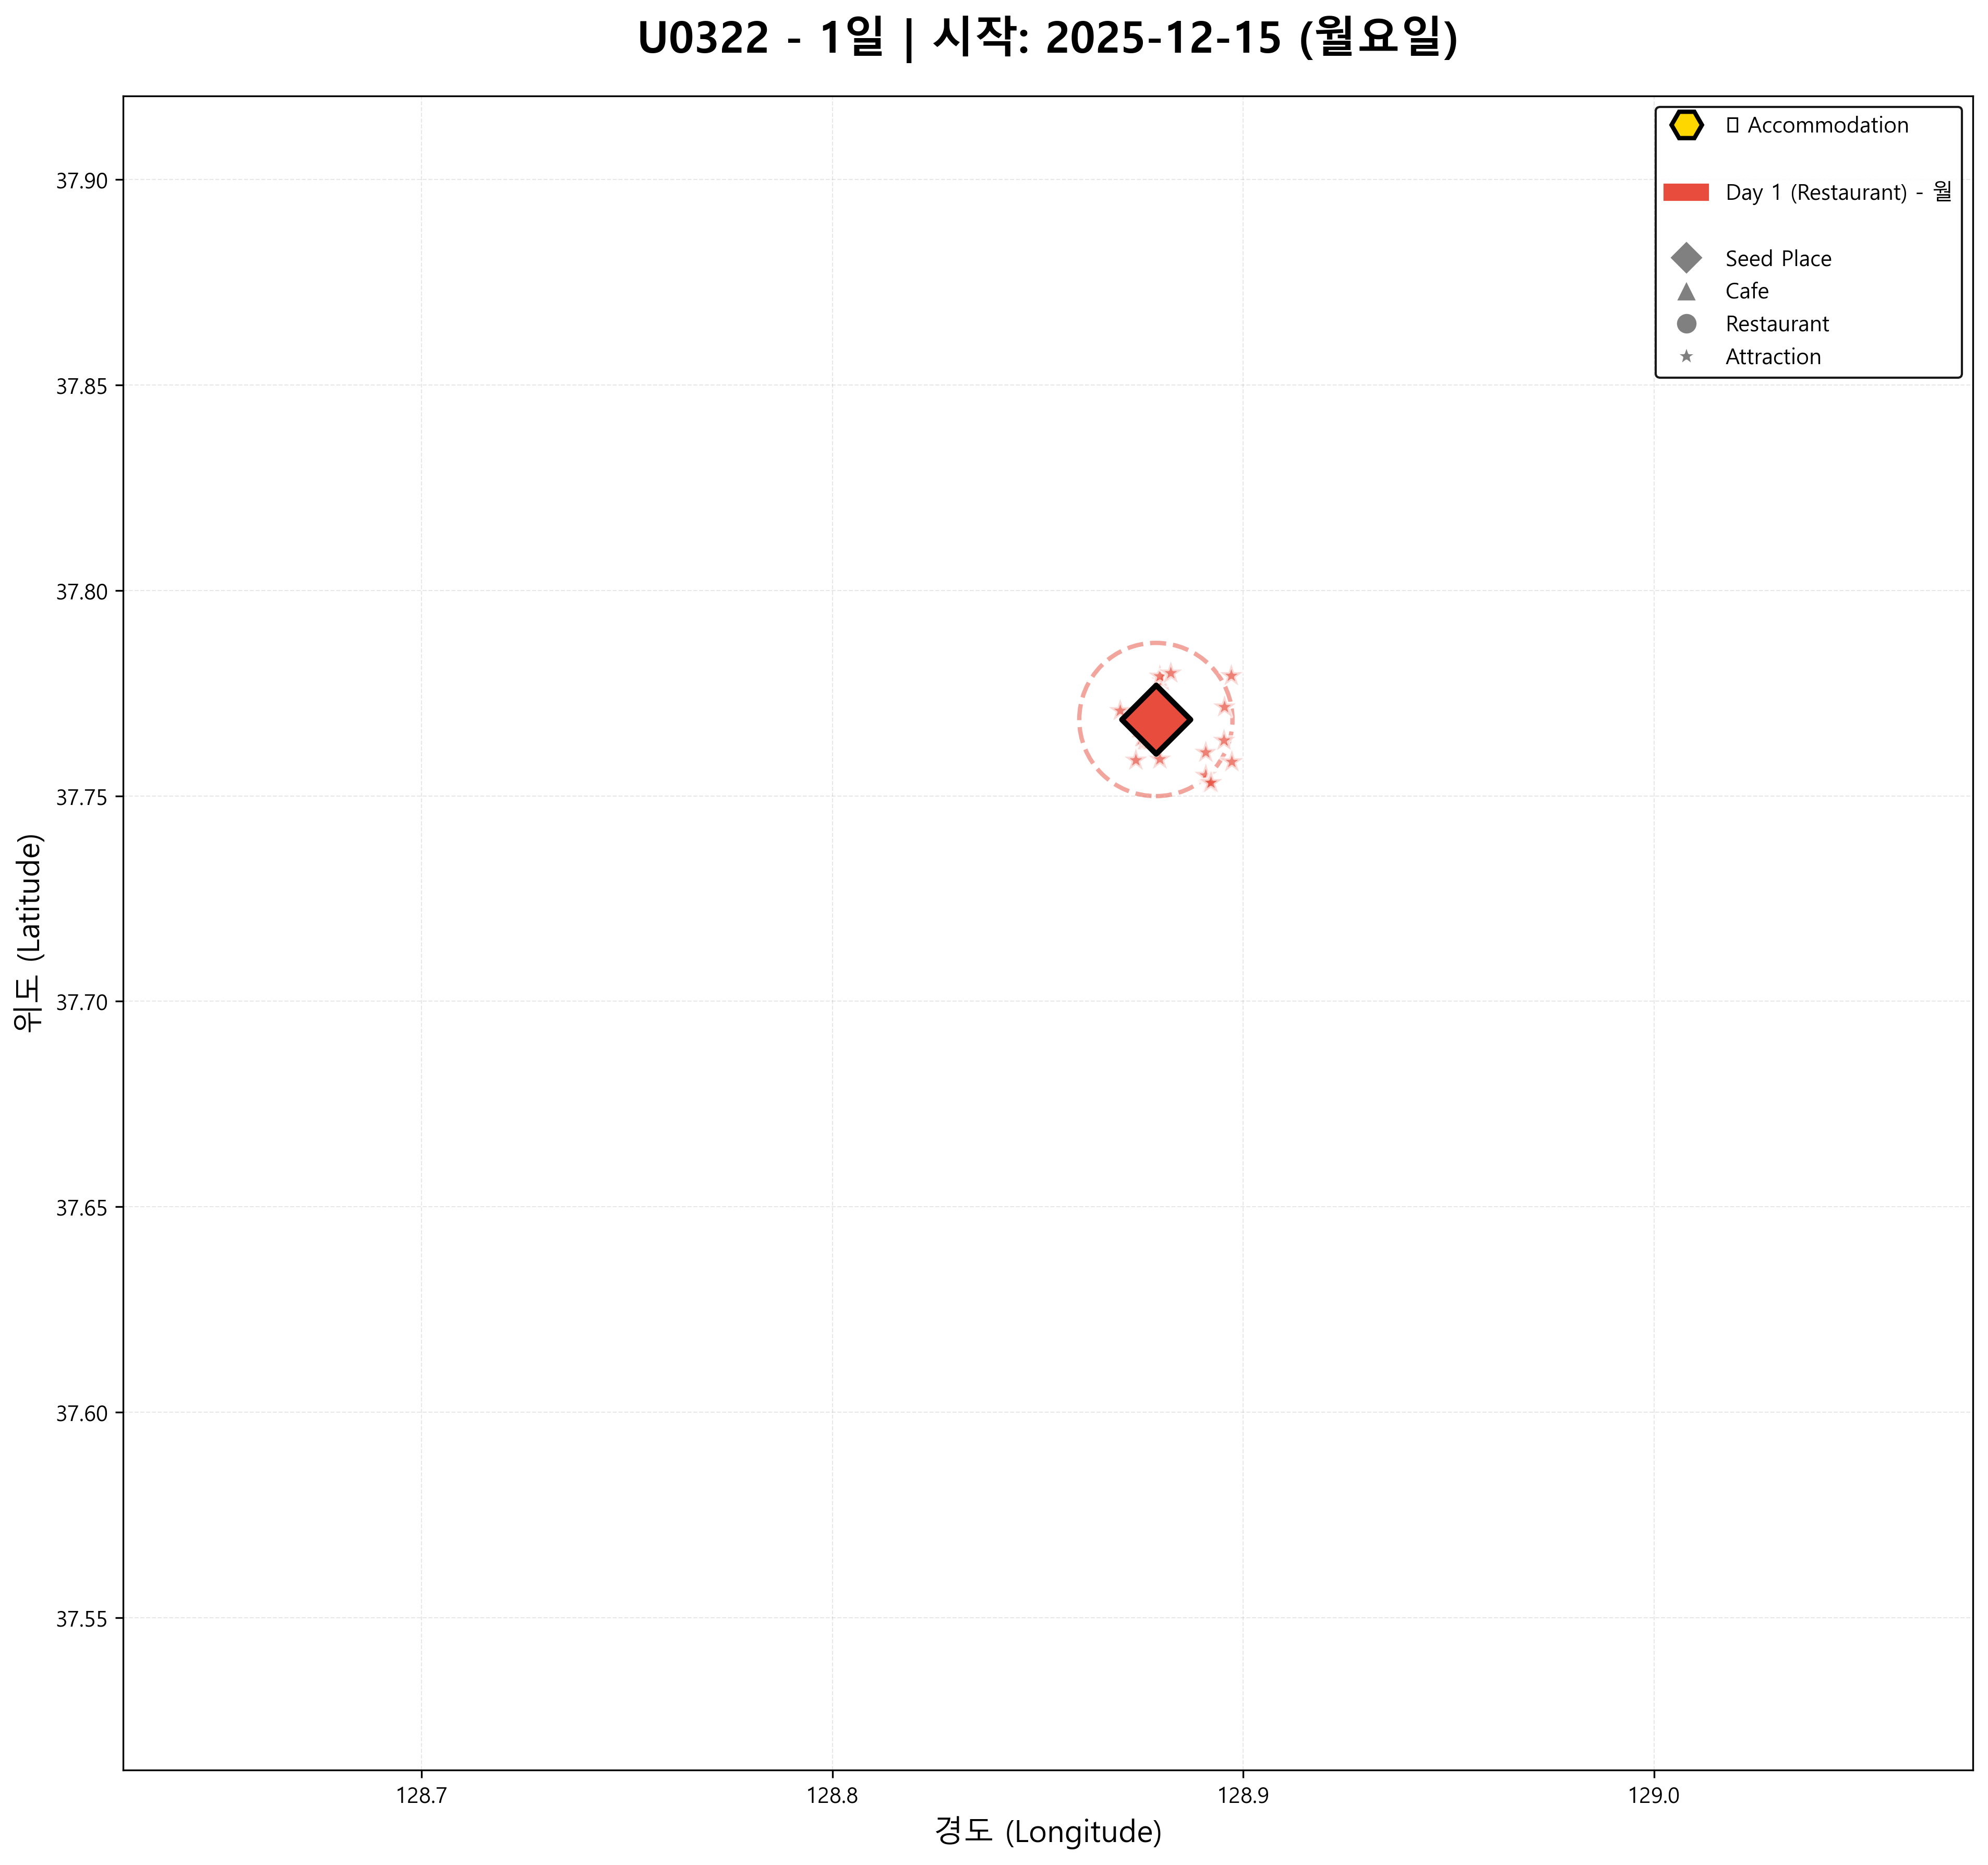 U0322 - 1일 | 시작: 2025-12-15 (월요일)
Accommodation
Day 1 (Restaurant) - 월
Seed Place
Cafe
Restaurant
Attraction
위도 (Latitude)
37.90
37.85
37.80
37.75
37.70
37.65
37.60
37.55
128.7
128.8
128.9
129.0
경도 (Longitude)